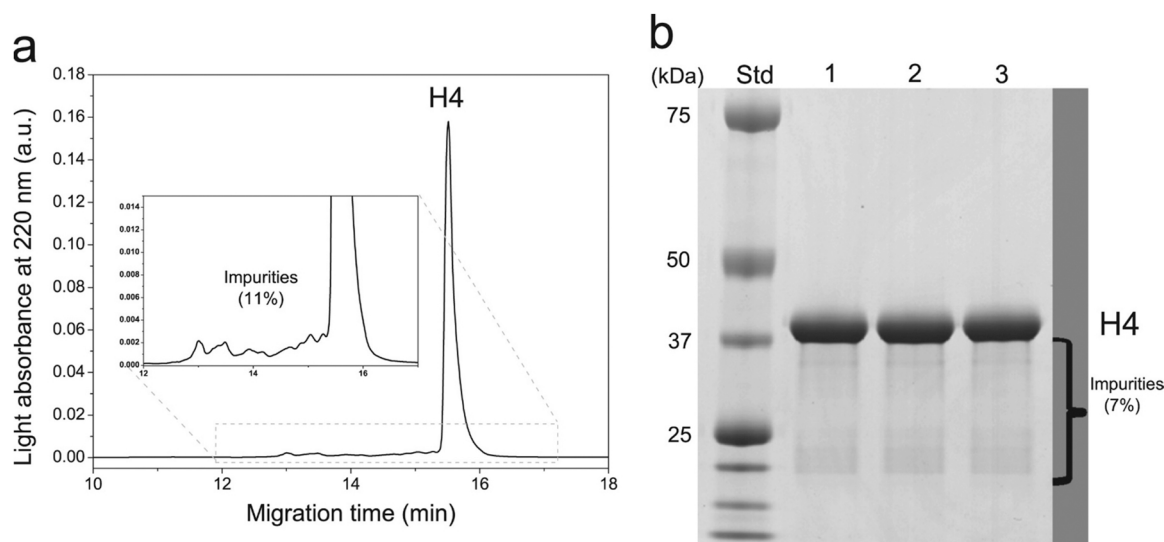 a
Light absorbance at 220 nm (a.u.)
0.18
0.16
0.14
0.12
0.10
0.08
0.06
0.04
0.02
0.00
10 12 14 16 18
Migration time (min)
H4
0.014
0.012
0.010
0.008
0.006
0.004
0.002
0.000
12 14 16
Impurities
(11%)
b
(kDa) Std 1 2 3
75
50
37
25
H4
Impurities
(7%)